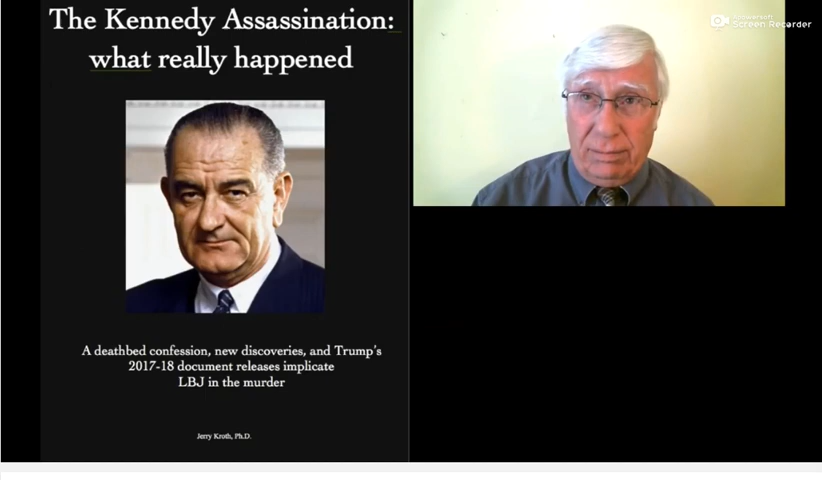 The Kennedy Assassination:
what really happened
A deathbed confession, new discoveries, and Trump's
2017-18 document releases implicate
LBJ in the murder
Jerry Kroth, Ph.D.
Apowersoft
Screen Recorder